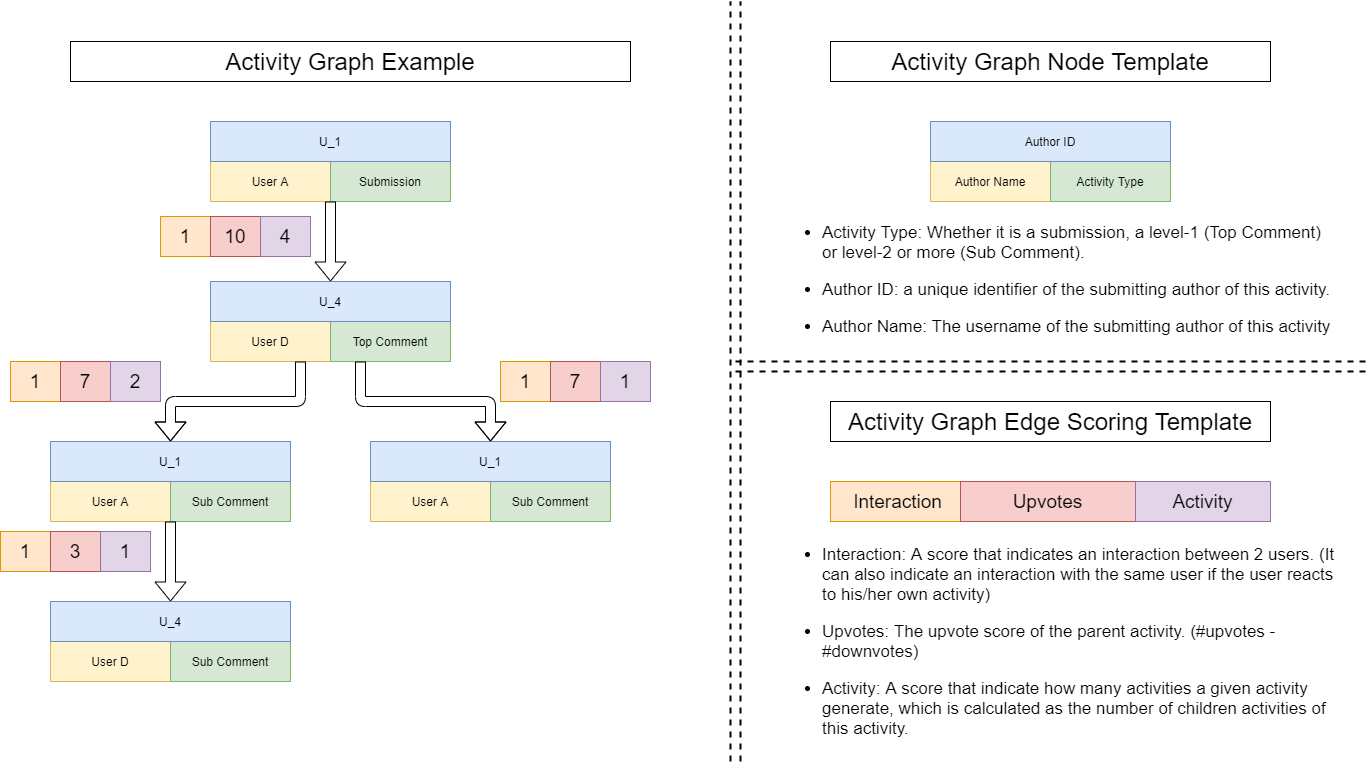 Activity Graph Example
U_1
User A Submission
1 10 4
U_4
User D Top Comment
1 7 2
1 7 1
U_1
User A Sub Comment
U_1
User A Sub Comment
1 3 1
U_4
User D Sub Comment
Activity Graph Node Template
Author ID
Author Name Activity Type
• Activity Type: Whether it is a submission, a level-1 (Top Comment)
or level-2 or more (Sub Comment).
• Author ID: a unique identifier of the submitting author of this activity.
• Author Name: The username of the submitting author of this activity
Activity Graph Edge Scoring Template
Interaction Upvotes Activity
• Interaction: A score that indicates an interaction between 2 users. (It
can also indicate an interaction with the same user if the user reacts
to his/her own activity)
• Upvotes: The upvote score of the parent activity. (#upvotes -
#downvotes)
• Activity: A score that indicate how many activities a given activity
generate, which is calculated as the number of children activities of
this activity.